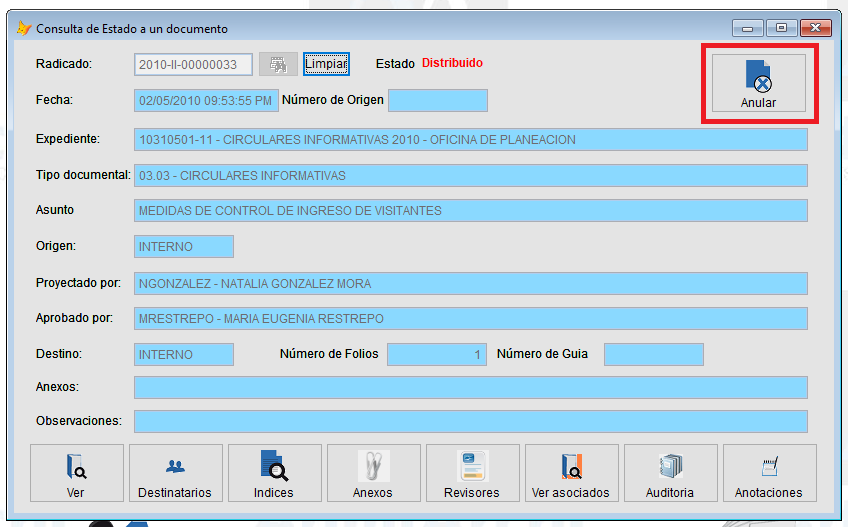 Consulta de Estado a un documento
Radicado: 2010-II-00000033 Limpiar Estado Distribuido
Anular
Fecha: 02/05/2010 09:53:55 PM Número de Origen
Expediente: 10310501-11 - CIRCULARES INFORMATIVAS 2010 - OFICINA DE PLANEACION
Tipo documental: 03.03 - CIRCULARES INFORMATIVAS
Asunto MEDIDAS DE CONTROL DE INGRESO DE VISITANTES
Origen: INTERNO
Proyectado por: NGONZALEZ - NATALIA GONZALEZ MORA
Aprobado por: MRESTREPO - MARIA EUGENIA RESTREPO
Destino: INTERNO Número de Folios 1 Número de Guia
Anexos:
Observaciones:
Ver Destinatarios Indices Anexos Revisores Ver asociados Auditoria Anotaciones